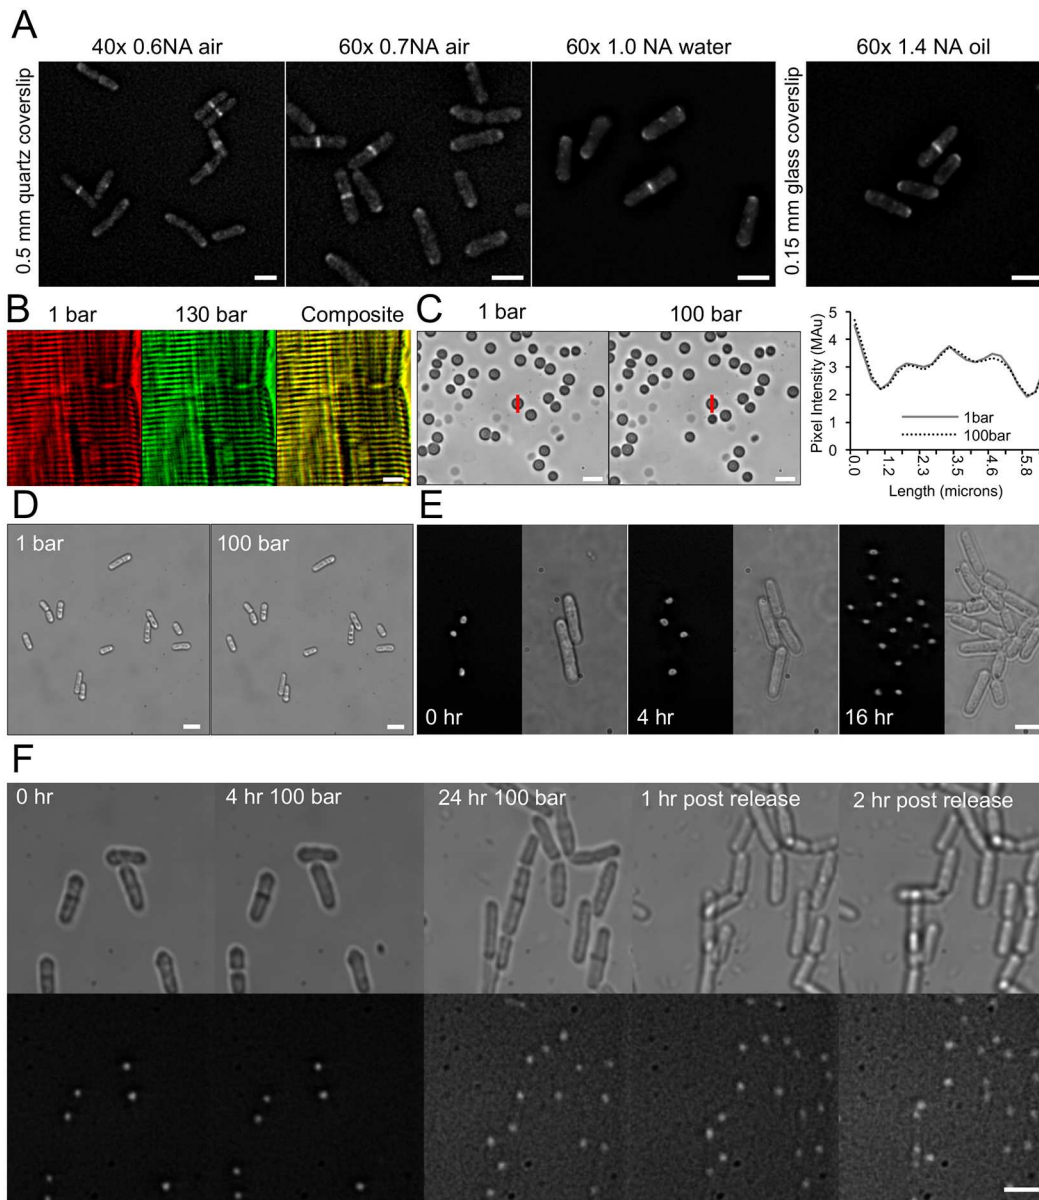 A
40x 0.6NA air
60x 0.7NA air
60x 1.0 NA water
60x 1.4 NA oil
0.5 mm quartz coverslip
0.15 mm glass coverslip
B
1 bar
130 bar
Composite
C
1 bar
100 bar
Pixel Intensity (MAu)
5
4
3
2
1
0
1bar
100bar
0.0
1.2
2.3
3.5
4.6
5.8
Length (microns)
D
1 bar
100 bar
E
0 hr
4 hr
16 hr
F
0 hr
4 hr 100 bar
24 hr 100 bar
1 hr post release
2 hr post release